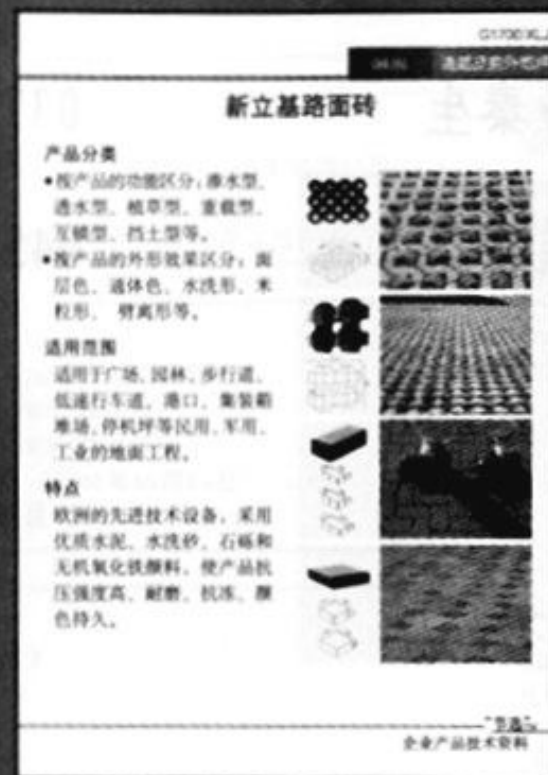 新立基路面砖
产品分类
•按产品的功能区分：渗水型、
透水型、植草型、重载型、
互锁型、挡土型等。
•按产品的外形效果区分：面
层色、通体色、水洗形、米
粒形、劈离形等。
适用范围
适用于广场、园林、步行道、
低速行车道、港口、集装箱
堆场、停机坪等民用、军用、
工业的地面工程。
特点
欧洲的先进技术设备，采用
优质水泥、水洗砂、石砾和
无机氧化铁颜料，使产品抗
压强度高、耐磨、抗冻、颜
色持久。
"节选"
企业产品技术资料